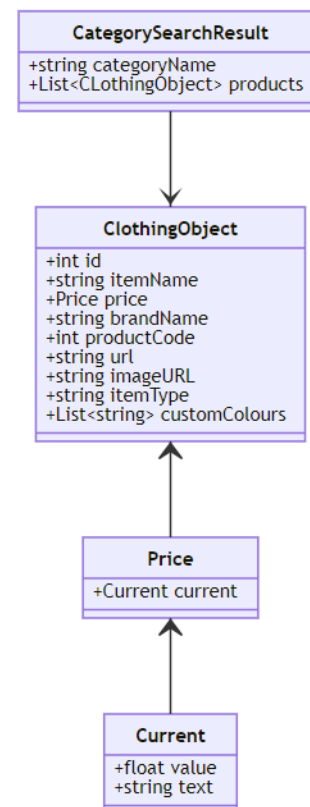 CategorySearchResult
+string categoryName
+List<CLothingObject> products
ClothingObject
+int id
+string itemName
+Price price
+string brandName
+int productCode
+string url
+string imageURL
+string itemType
+List<string> customColours
Price
+Current current
Current
+float value
+string text